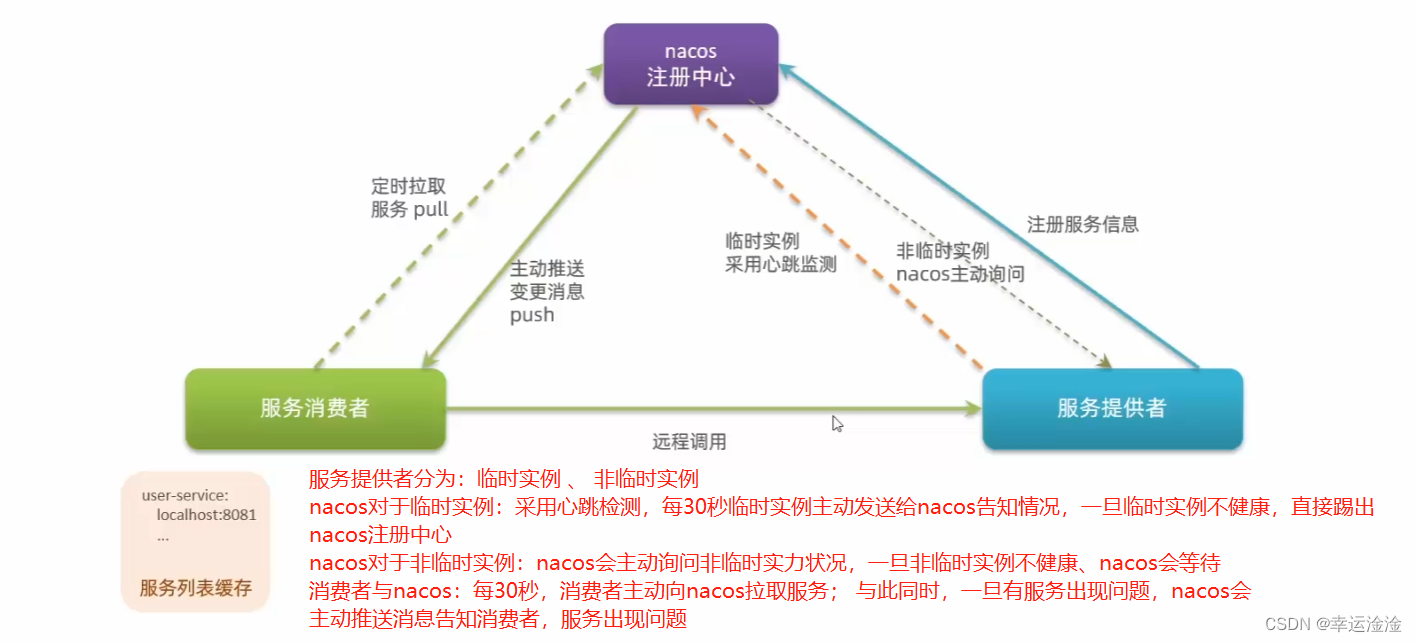 nacos
注册中心
定时拉取
服务 pull
主动推送
变更消息
push
临时实例
采用心跳监测
非临时实例
nacos主动询问
注册服务信息
服务消费者
服务提供者
远程调用
user-service:
localhost:8081
...
服务列表缓存
服务提供者分为：临时实例 、 非临时实例
nacos对于临时实例：采用心跳检测，每30秒临时实例主动发送给nacos告知情况，一旦临时实例不健康，直接踢出
nacos注册中心
nacos对于非临时实例：nacos会主动询问非临时实力状况，一旦非临时实例不健康、nacos会等待
消费者与nacos：每30秒，消费者主动向nacos拉取服务； 与此同时，一旦有服务出现问题，nacos会
主动推送消息告知消费者，服务出现问题
CSDN @幸运淦淦